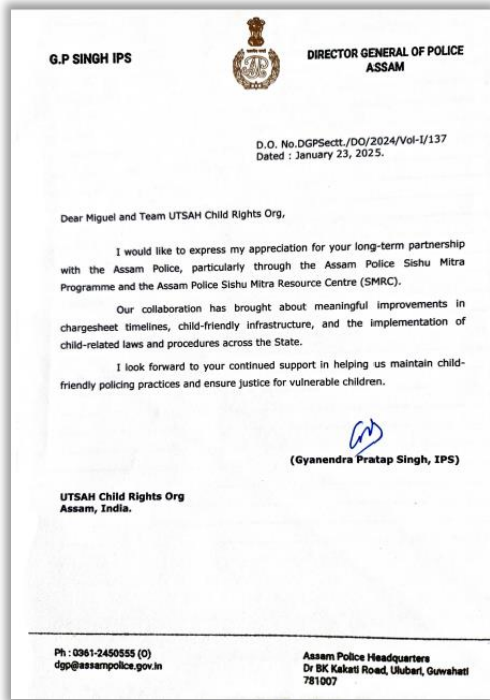 G.P SINGH IPS
DIRECTOR GENERAL OF POLICE
ASSAM
D.O. No.DGPSectt./DO/2024/Vol-I/137
Dated : January 23, 2025.
Dear Miguel and Team UTSAH Child Rights Org,
I would like to express my appreciation for your long-term partnership
with the Assam Police, particularly through the Assam Police Sishu Mitra
Programme and the Assam Police Sishu Mitra Resource Centre (SMRC).
Our collaboration has brought about meaningful improvements in
chargesheet timelines, child-friendly infrastructure, and the implementation of
child-related laws and procedures across the State.
I look forward to your continued support in helping us maintain child-
friendly policing practices and ensure justice for vulnerable children.
(Gyanendra Pratap Singh, IPS)
UTSAH Child Rights Org
Assam, India.
Ph : 0361-2450555 (O)
dgp@assampolice.gov.in
Assam Police Headquarters
Dr BK Kakati Road, Ulubari, Guwahati
781007